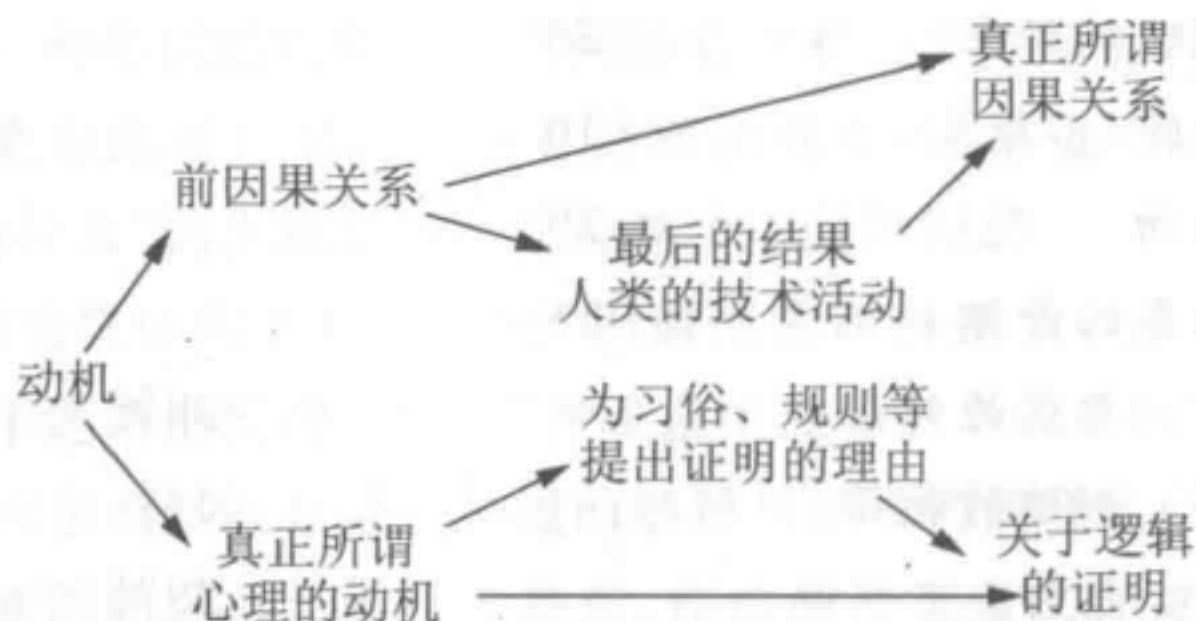 真正所谓
因果关系
前因果关系
最后的结果
人类的技术活动
动机
为习俗、规则等
提出证明的理由
真正所谓
心理的动机
关于逻辑
的证明